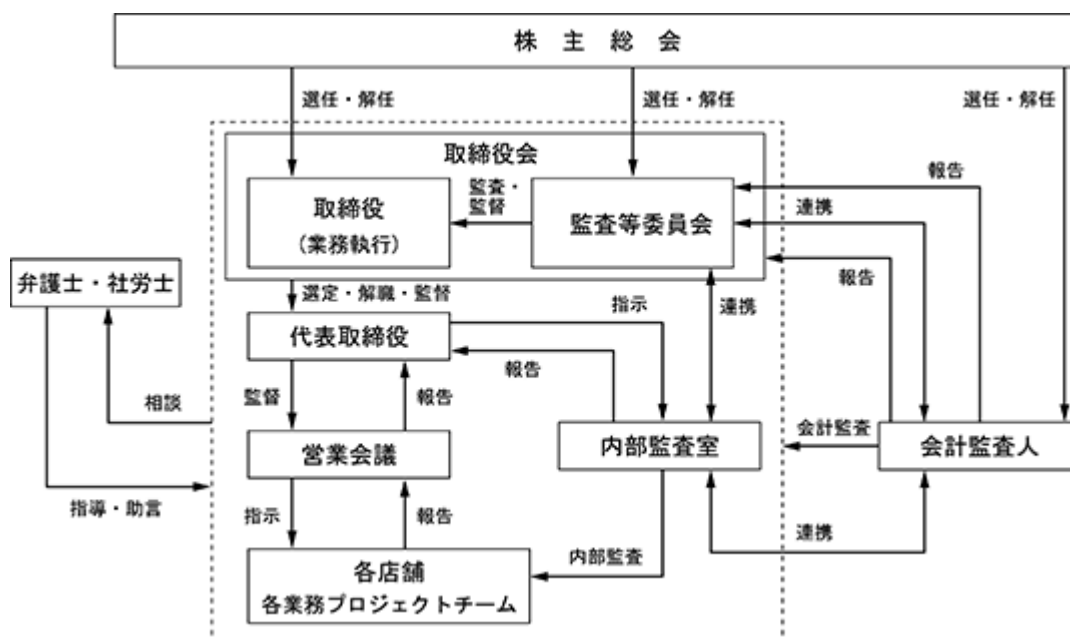 株主総会
選任・解任
選任・解任
選任・解任
取締役会
取締役
(業務執行)
監査・
監督
監査等委員会
報告
連携
報告
弁護士・社労士
選定・解職・監督
代表取締役
指示
連携
報告
監督
報告
相談
営業会議
内部監査室
会計監査
会計監査人
指導・助言
指示
報告
内部監査
連携
各店舗
各業務プロジェクトチーム